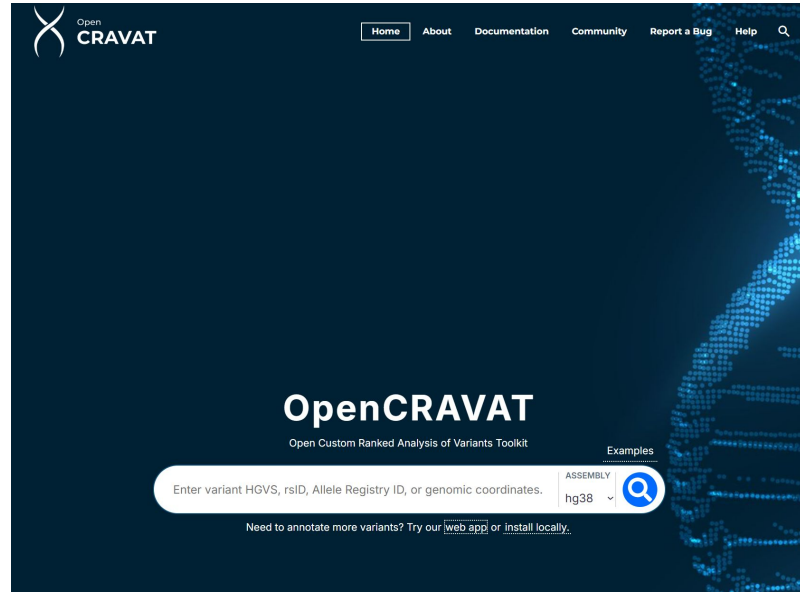 Open
CRAVAT
Home About Documentation Community Report a Bug Help
OpenCRAVAT
Open Custom Ranked Analysis of Variants Toolkit
Examples
Enter variant HGVS, rsID, Allele Registry ID, or genomic coordinates.
ASSEMBLY
hg38
Need to annotate more variants? Try our web app or install locally.